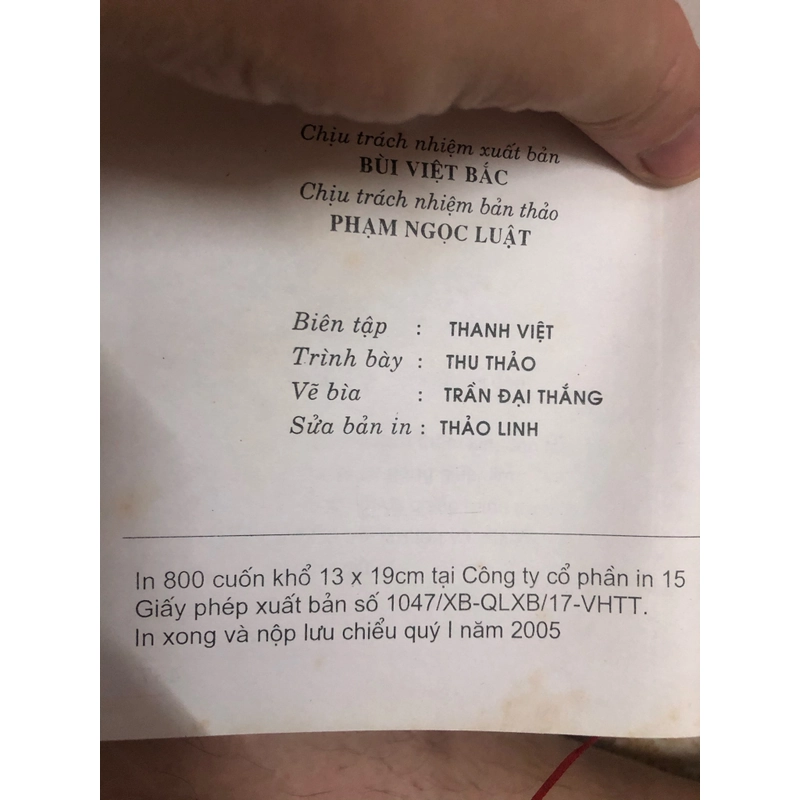 Chịu trách nhiệm xuất bản
BÙI VIỆT BẮC
Chịu trách nhiệm bản thảo
PHẠM NGỌC LUẬT
Biên tập : THANH VIỆT
Trình bày : THU THẢO
Vẽ bìa : TRẦN ĐẠI THẮNG
Sửa bản in : THẢO LINH
In 800 cuốn khổ 13 x 19cm tại Công ty cổ phần in 15
Giấy phép xuất bản số 1047/XB-QLXB/17-VHTT.
In xong và nộp lưu chiểu quý I năm 2005